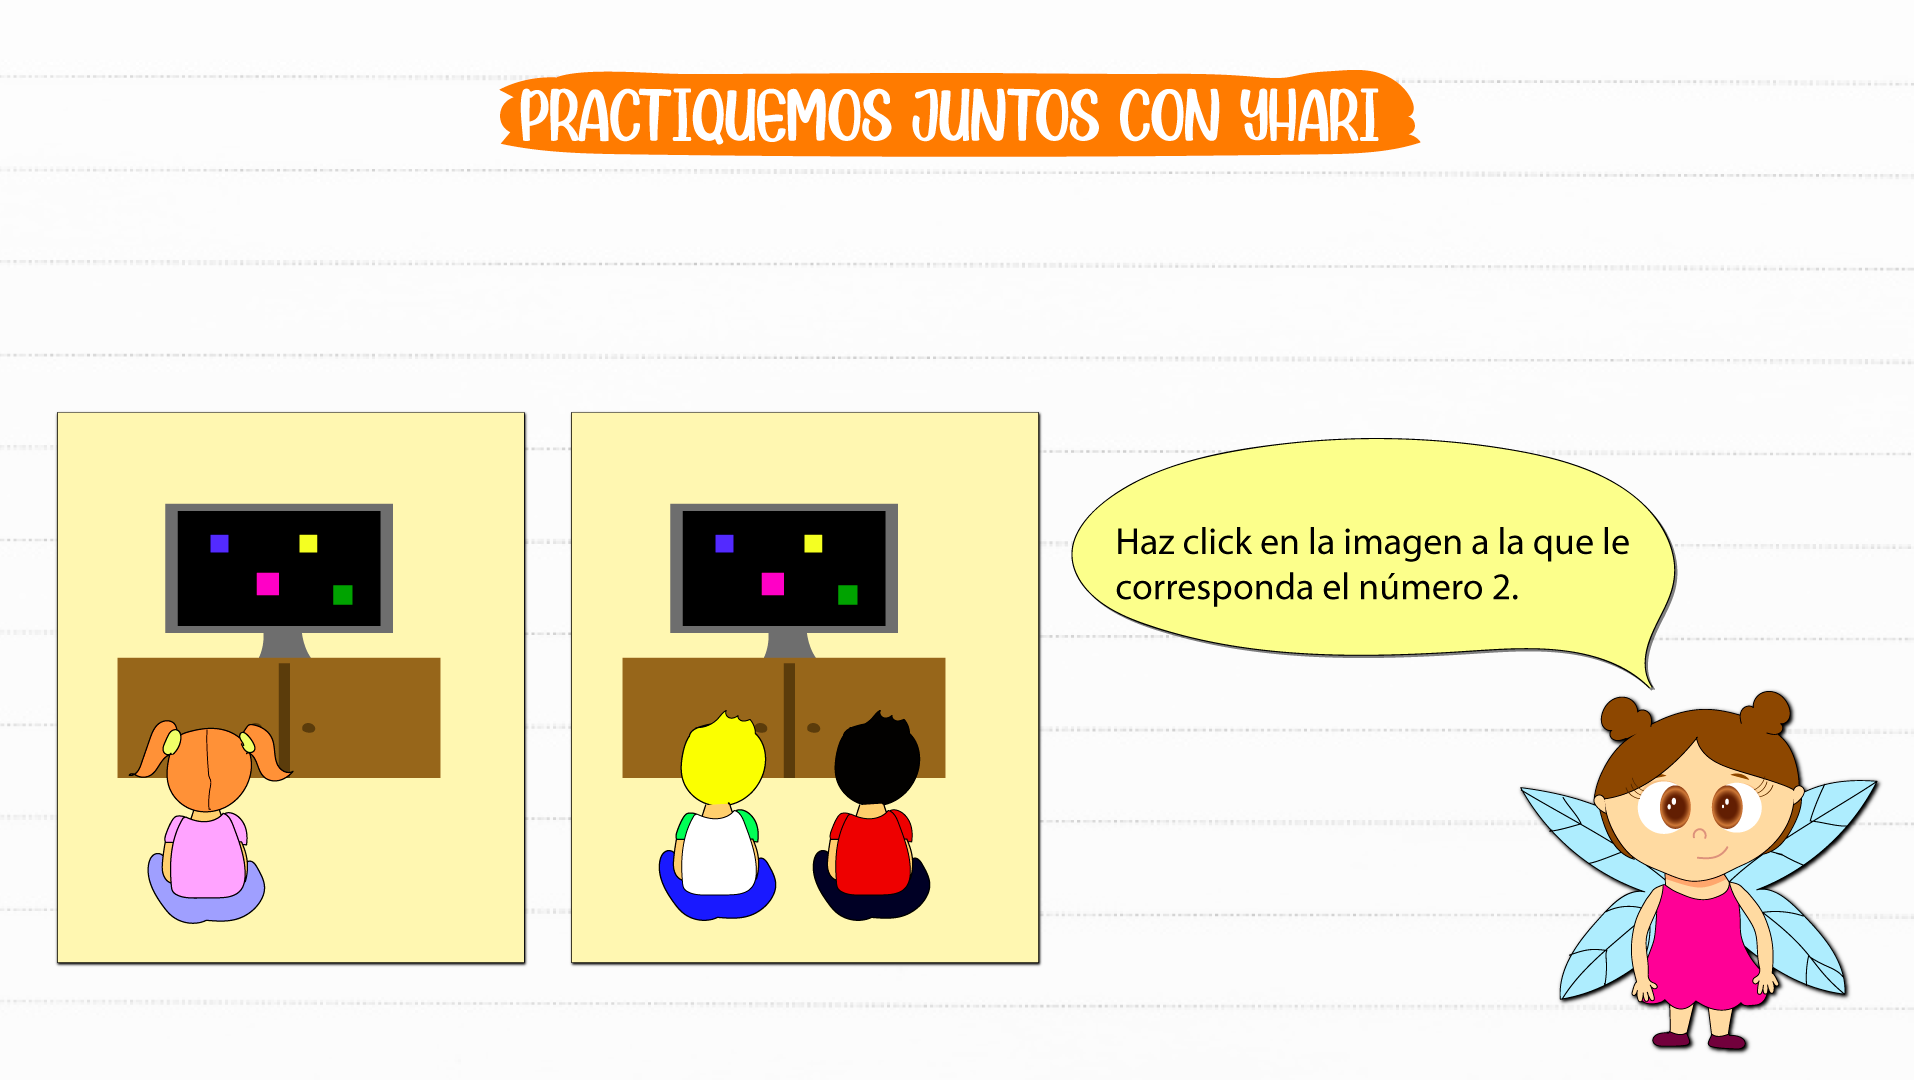 PRACTIQUEMOS JUNTOS CON YHARI
Haz click en la imagen a la que le
corresponda el número 2.